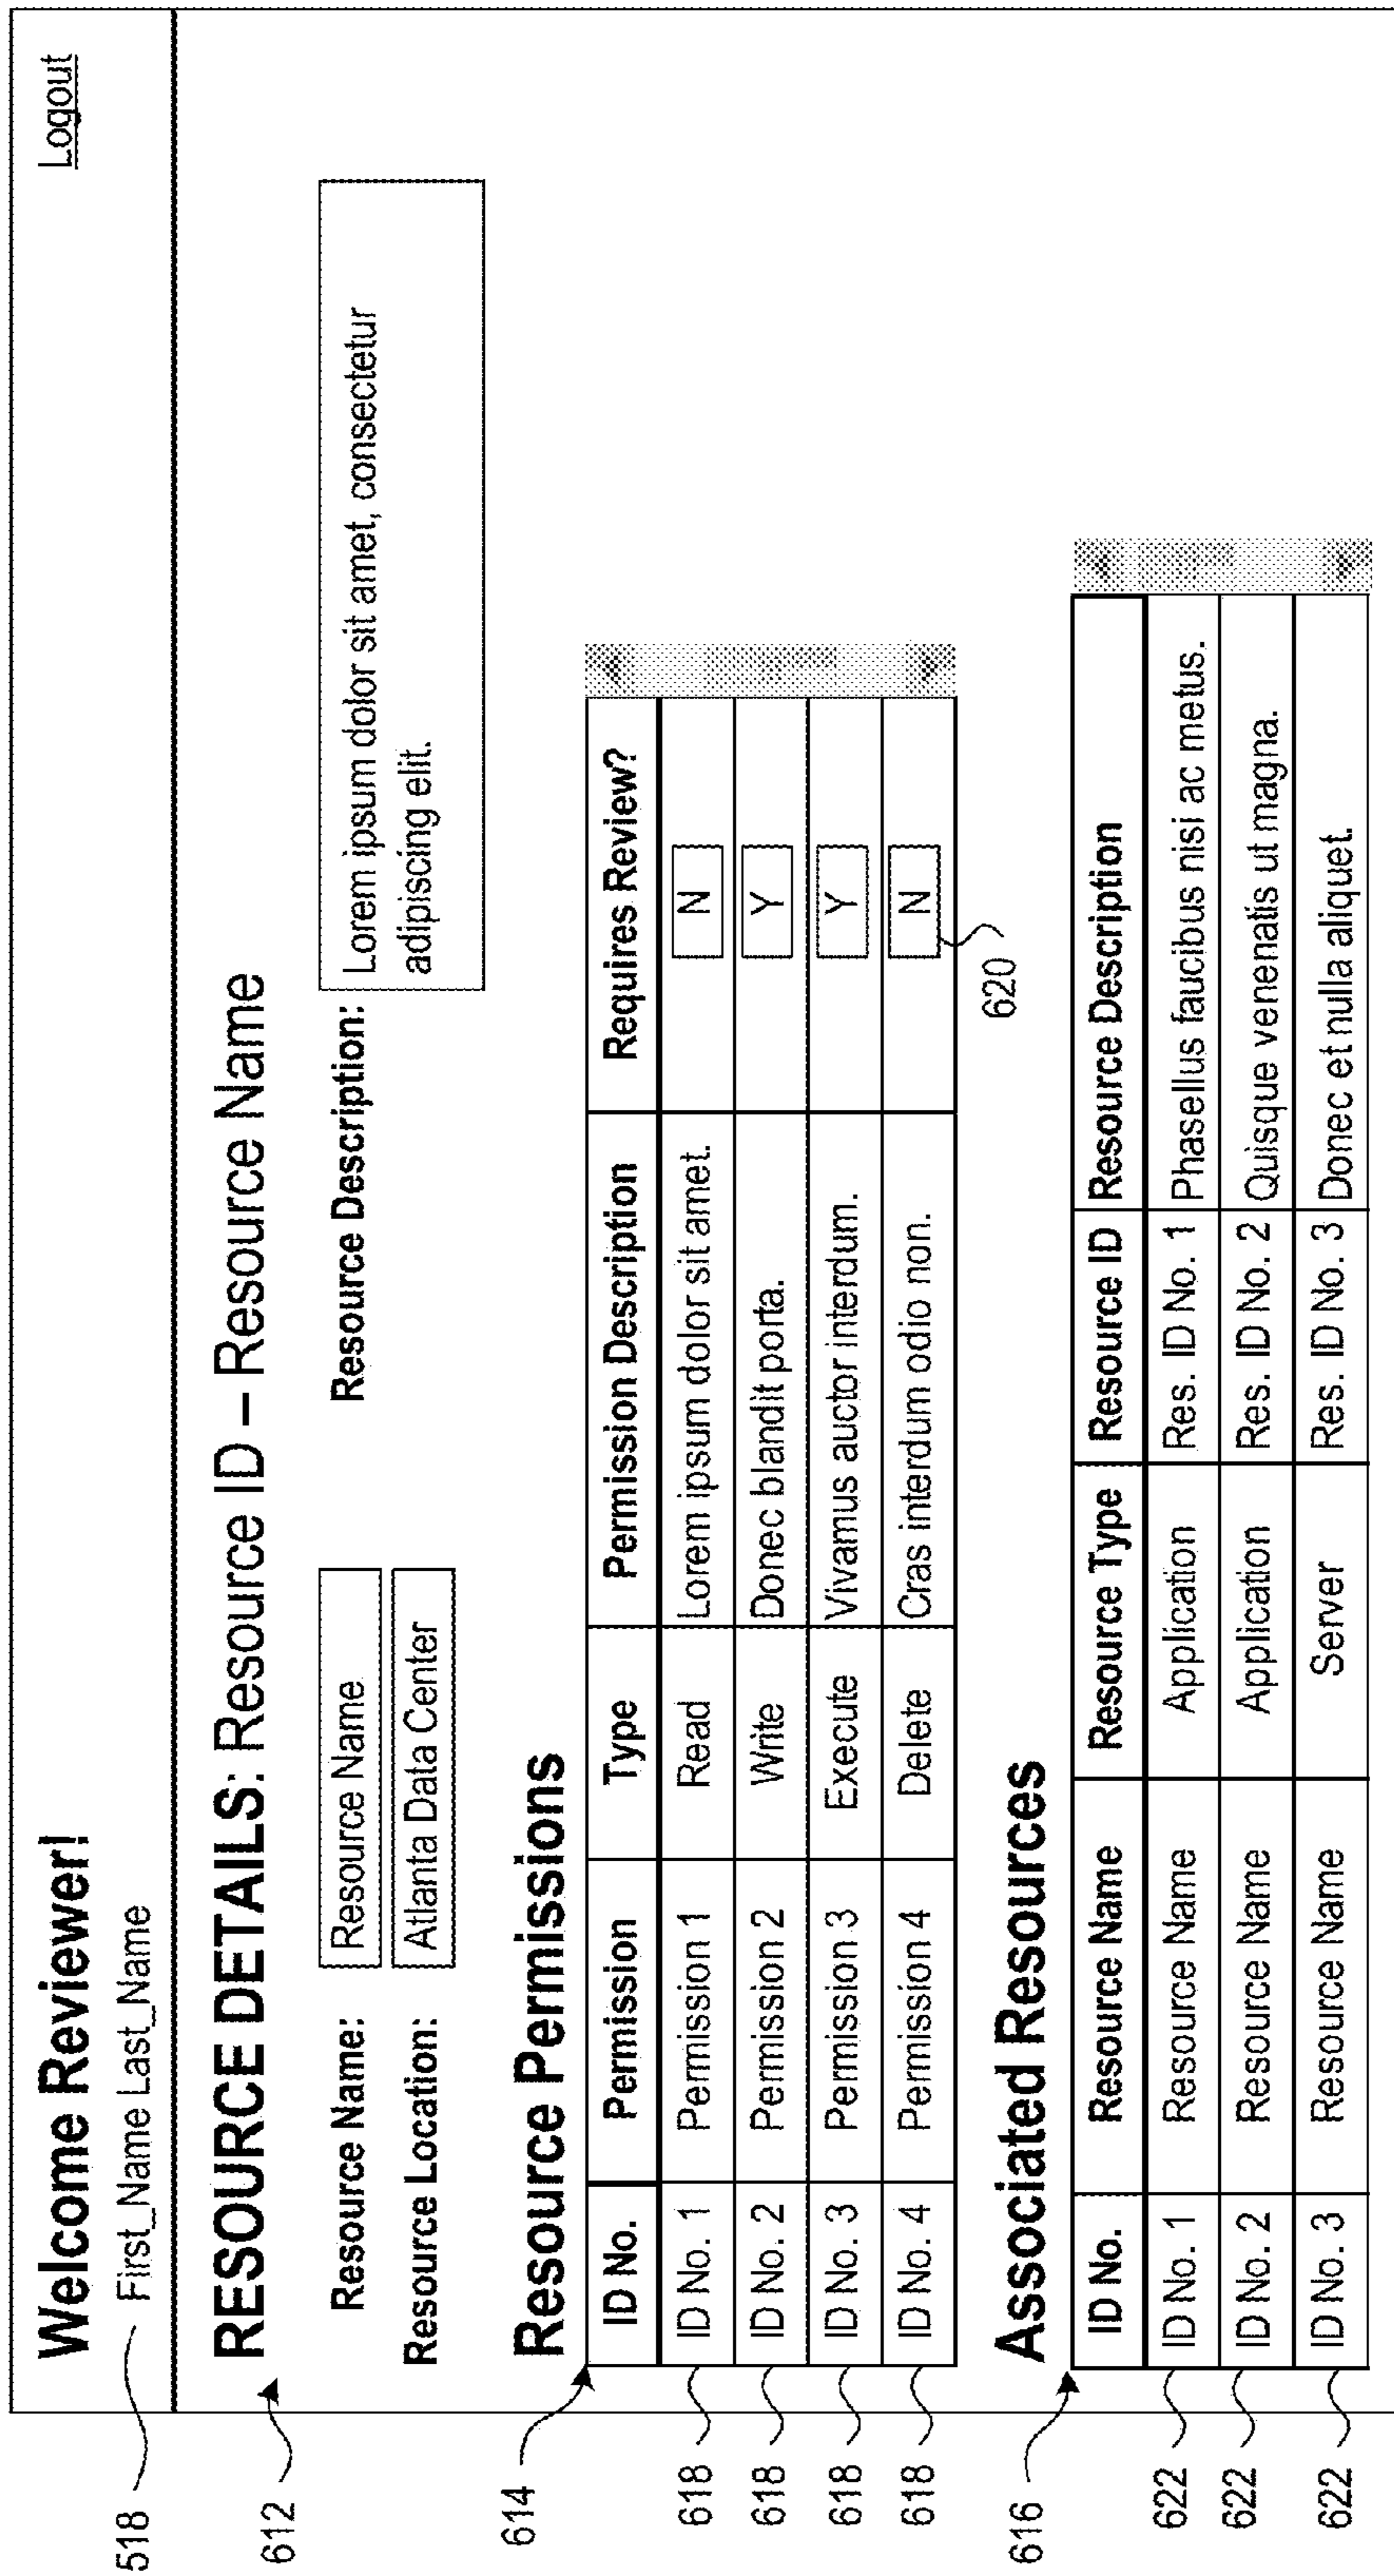 Welcome Reviewer!
Logout
518 First_Name Last_Name
612 RESOURCE DETAILS: Resource ID – Resource Name
Resource Name: Resource Name
Resource Location: Atlanta Data Center
Resource Description: Lorem ipsum dolor sit amet, consectetur
adipiscing elit.
Resource Permissions
614
ID No. Permission Type Permission Description Requires Review?
618 ID No. 1 Permission 1 Read Lorem ipsum dolor sit amet. N
618 ID No. 2 Permission 2 Write Donec blandit porta. Y
618 ID No. 3 Permission 3 Execute Vivamus auctor interdum. Y
618 ID No. 4 Permission 4 Delete Cras interdum odio non. N
620
Associated Resources
616
ID No. Resource Name Resource Type Resource ID Resource Description
622 ID No. 1 Resource Name Application Res. ID No. 1 Phasellus faucibus nisi ac metus.
622 ID No. 2 Resource Name Application Res. ID No. 2 Quisque venenatis ut magna.
622 ID No. 3 Resource Name Server Res. ID No. 3 Donec et nulla aliquet.